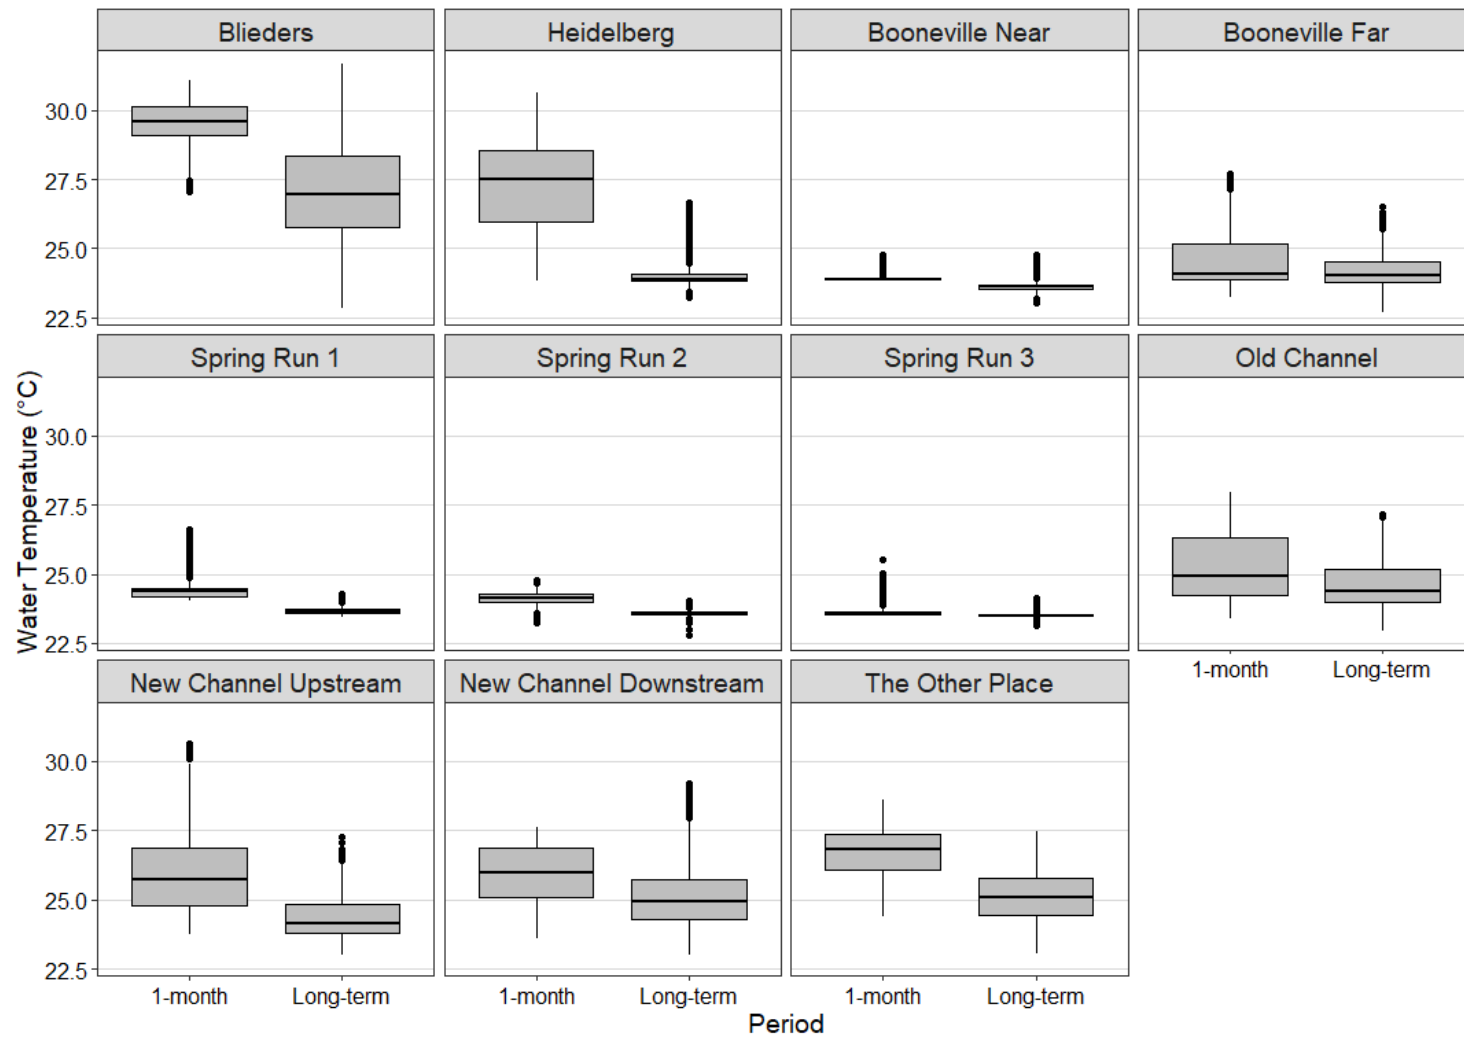 Blieders Heidelberg Booneville Near Booneville Far
30.0
27.5
25.0
22.5
Spring Run 1 Spring Run 2 Spring Run 3 Old Channel
Water Temperature (°C)
30.0
27.5
25.0
22.5
1-month Long-term
New Channel Upstream New Channel Downstream The Other Place
30.0
27.5
25.0
22.5
1-month Long-term 1-month Long-term 1-month Long-term
Period